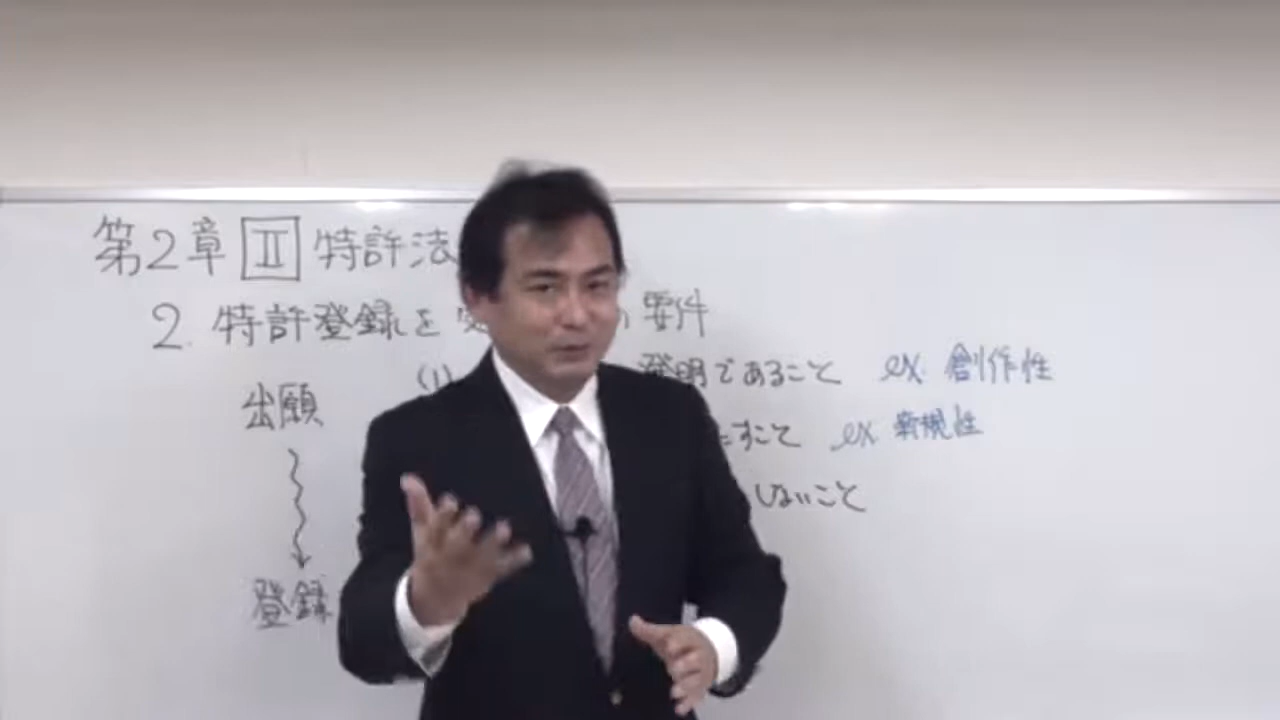 第2章 Ⅱ 特許法
2. 特許登録を 要件
出願
(1) 発明であること ex. 創作性
たすこと ex. 新規性
しないこと
登録